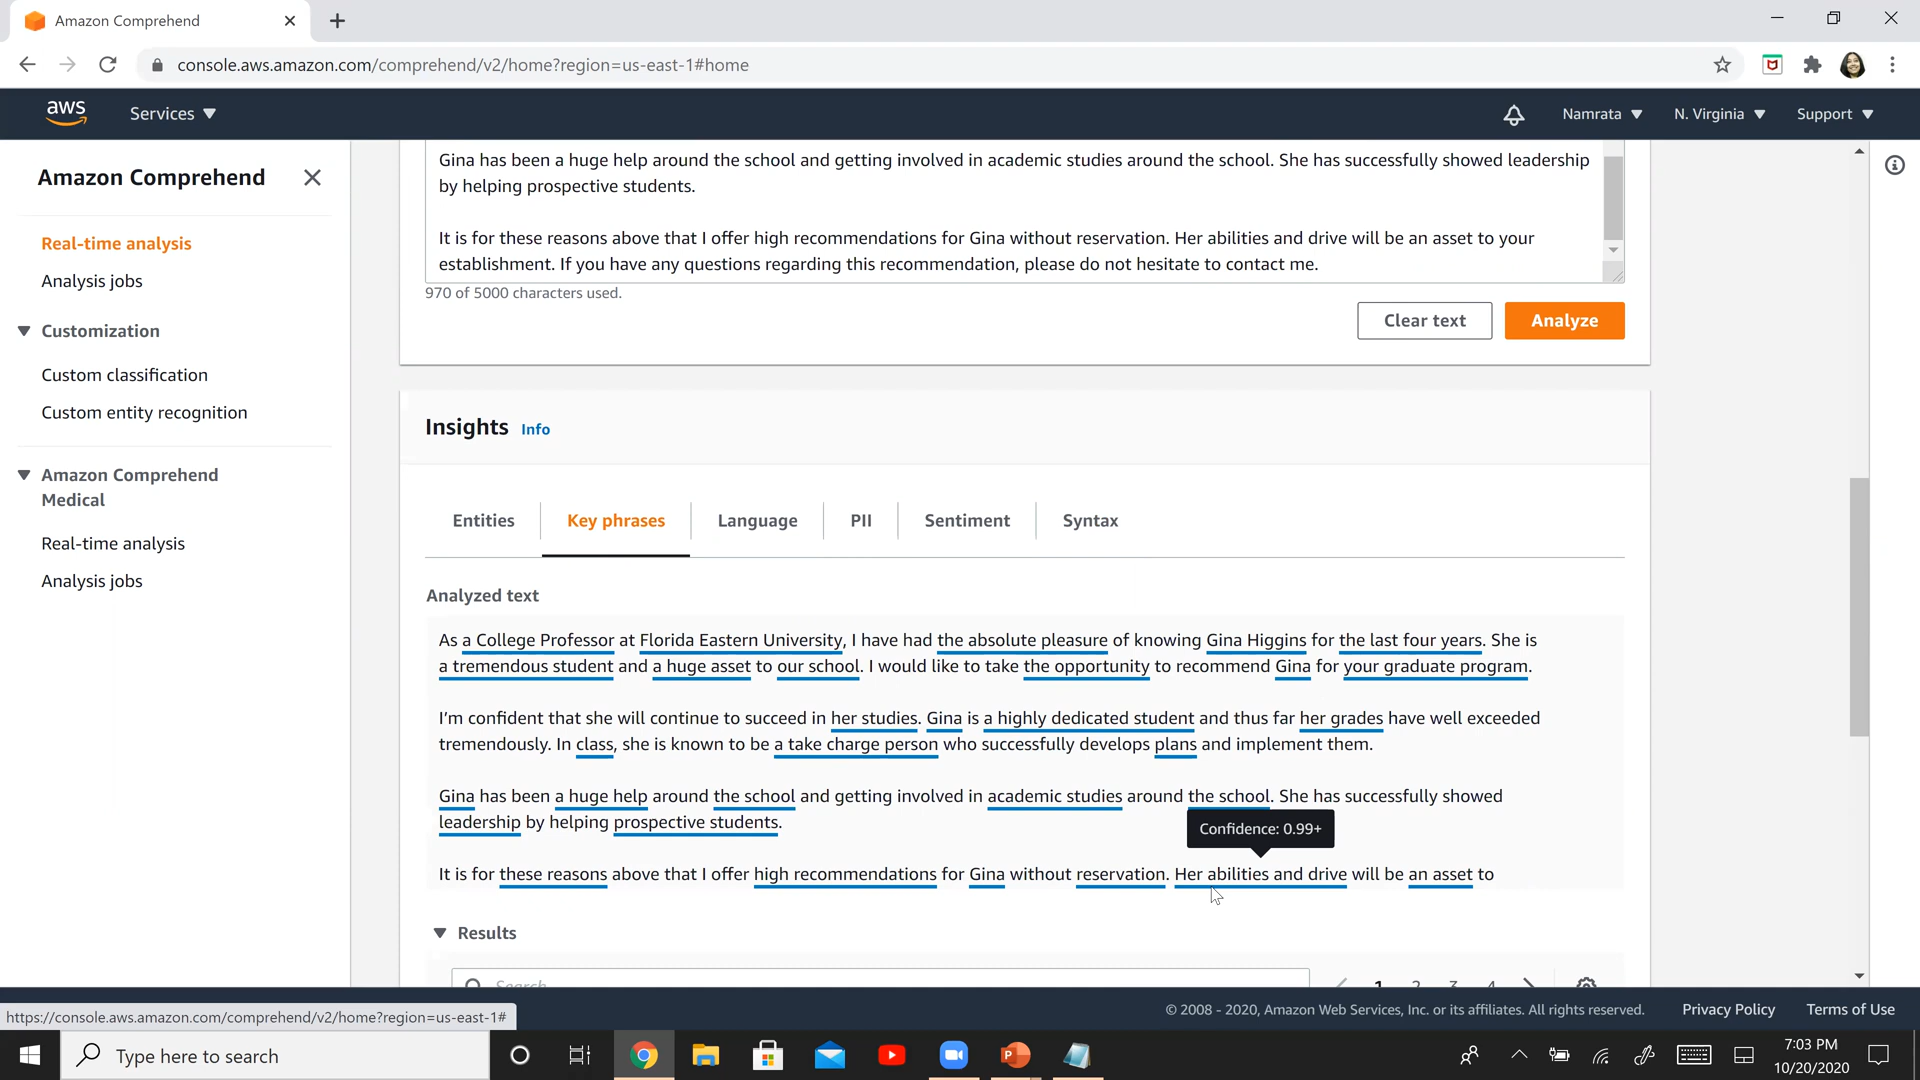 Amazon Comprehend
console.aws.amazon.com/comprehend/v2/home?region=us-east-1#home
aws
Services
Namrata
N. Virginia
Support
Amazon Comprehend
Real-time analysis
Analysis jobs
Customization
Custom classification
Custom entity recognition
Amazon Comprehend
Medical
Real-time analysis
Analysis jobs
Gina has been a huge help around the school and getting involved in academic studies around the school. She has successfully showed leadership
by helping prospective students.
It is for these reasons above that I offer high recommendations for Gina without reservation. Her abilities and drive will be an asset to your
establishment. If you have any questions regarding this recommendation, please do not hesitate to contact me.
970 of 5000 characters used.
Clear text
Analyze
Insights Info
Entities
Key phrases
Language
PII
Sentiment
Syntax
Analyzed text
As a College Professor at Florida Eastern University, I have had the absolute pleasure of knowing Gina Higgins for the last four years. She is
a tremendous student and a huge asset to our school. I would like to take the opportunity to recommend Gina for your graduate program.
I'm confident that she will continue to succeed in her studies. Gina is a highly dedicated student and thus far her grades have well exceeded
tremendously. In class, she is known to be a take charge person who successfully develops plans and implement them.
Gina has been a huge help around the school and getting involved in academic studies around the school. She has successfully showed
leadership by helping prospective students.
Confidence: 0.99+
It is for these reasons above that I offer high recommendations for Gina without reservation. Her abilities and drive will be an asset to
Results
Search
1 2 3 4
© 2008 - 2020, Amazon Web Services, Inc. or its affiliates. All rights reserved.
Privacy Policy
Terms of Use
https://console.aws.amazon.com/comprehend/v2/home?region=us-east-1#
Type here to search
7:03 PM
10/20/2020